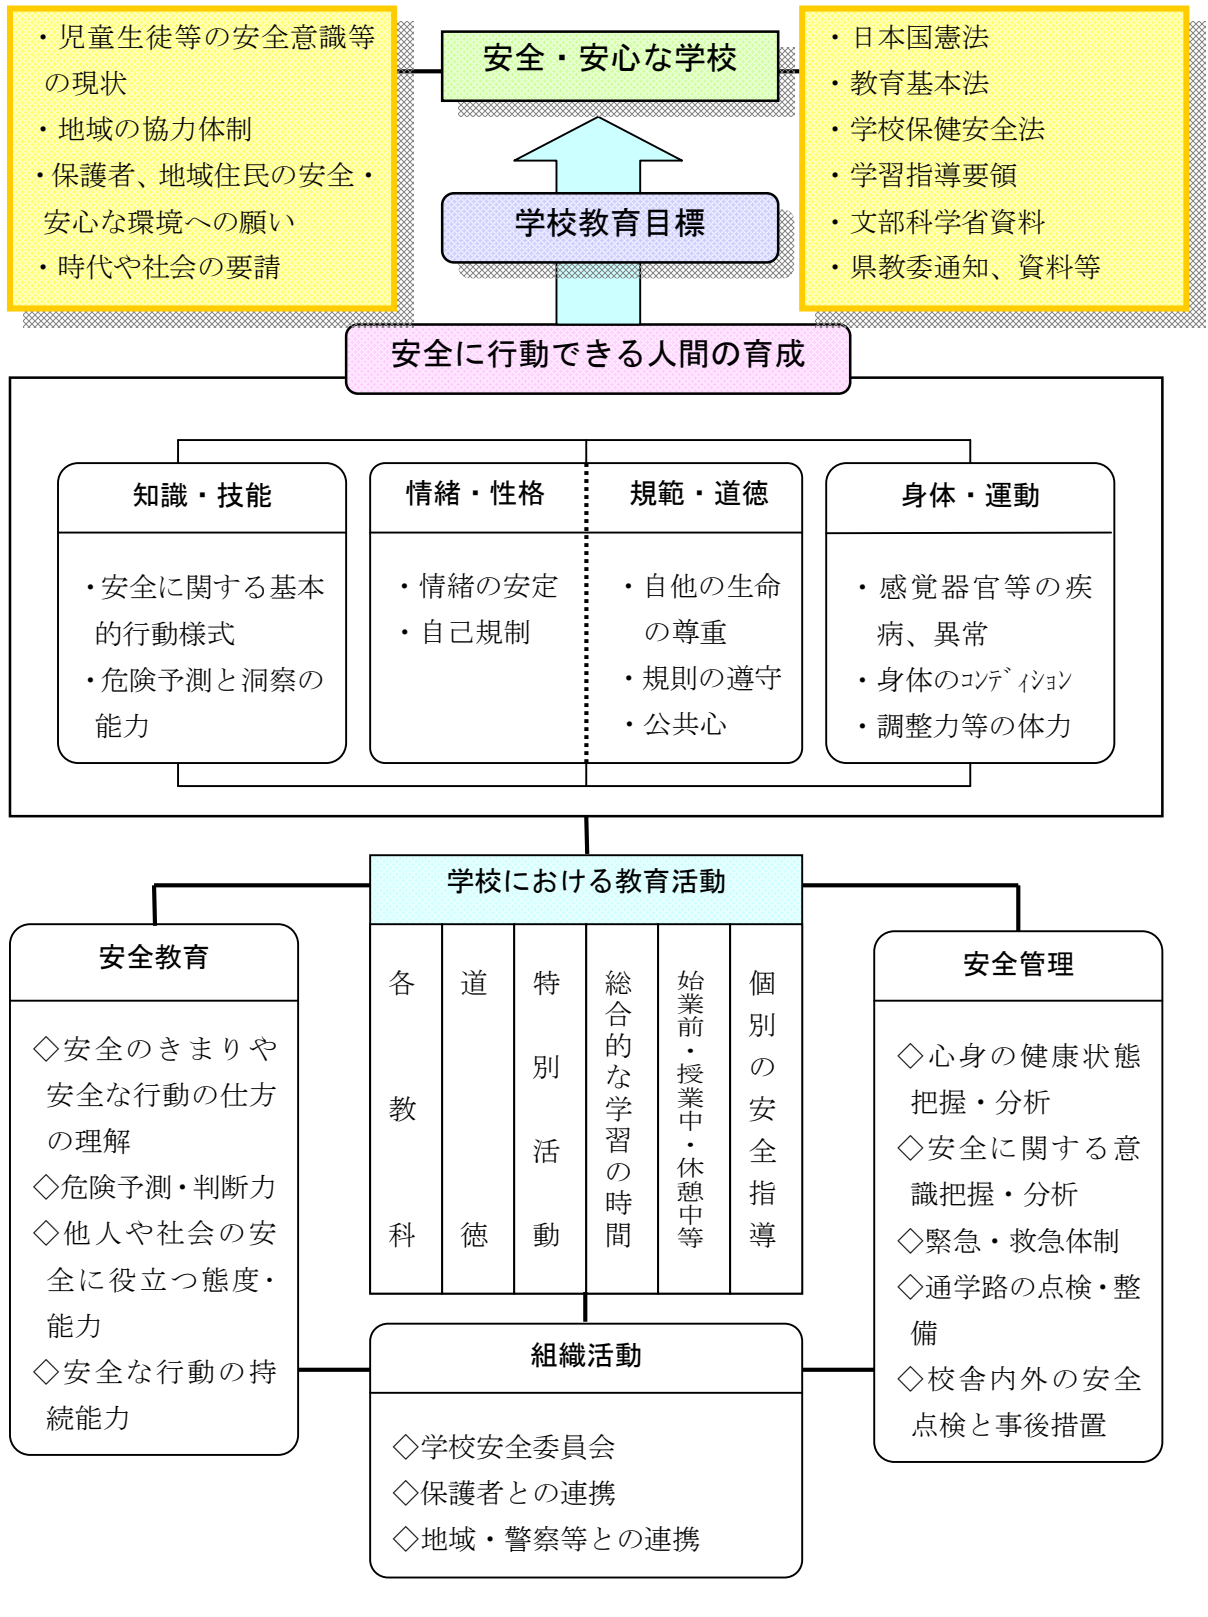 ・児童生徒等の安全意識等
の現状
・地域の協力体制
・保護者、地域住民の安全・
安心な環境への願い
・時代や社会の要請
安全・安心な学校
・日本国憲法
・教育基本法
・学校保健安全法
・学習指導要領
・文部科学省資料
・県教委通知、資料等
学校教育目標
安全に行動できる人間の育成
知識・技能
・安全に関する基本
的行動様式
・危険予測と洞察の
能力
情緒・性格
・情緒の安定
・自己規制
規範・道徳
・自他の生命
の尊重
・規則の遵守
・公共心
身体・運動
・感覚器官等の疾
病、異常
・身体のｺﾝﾃﾞｨｼｮﾝ
・調整力等の体力
学校における教育活動
各教科
道徳
特別活動
総合的な学習の時間
始業前・授業中・休憩中等
個別の安全指導
安全教育
◇安全のきまりや
安全な行動の仕方
の理解
◇危険予測・判断力
◇他人や社会の安
全に役立つ態度・
能力
◇安全な行動の持
続能力
安全管理
◇心身の健康状態
把握・分析
◇安全に関する意
識把握・分析
◇緊急・救急体制
◇通学路の点検・整
備
◇校舎内外の安全
点検と事後措置
組織活動
◇学校安全委員会
◇保護者との連携
◇地域・警察等との連携